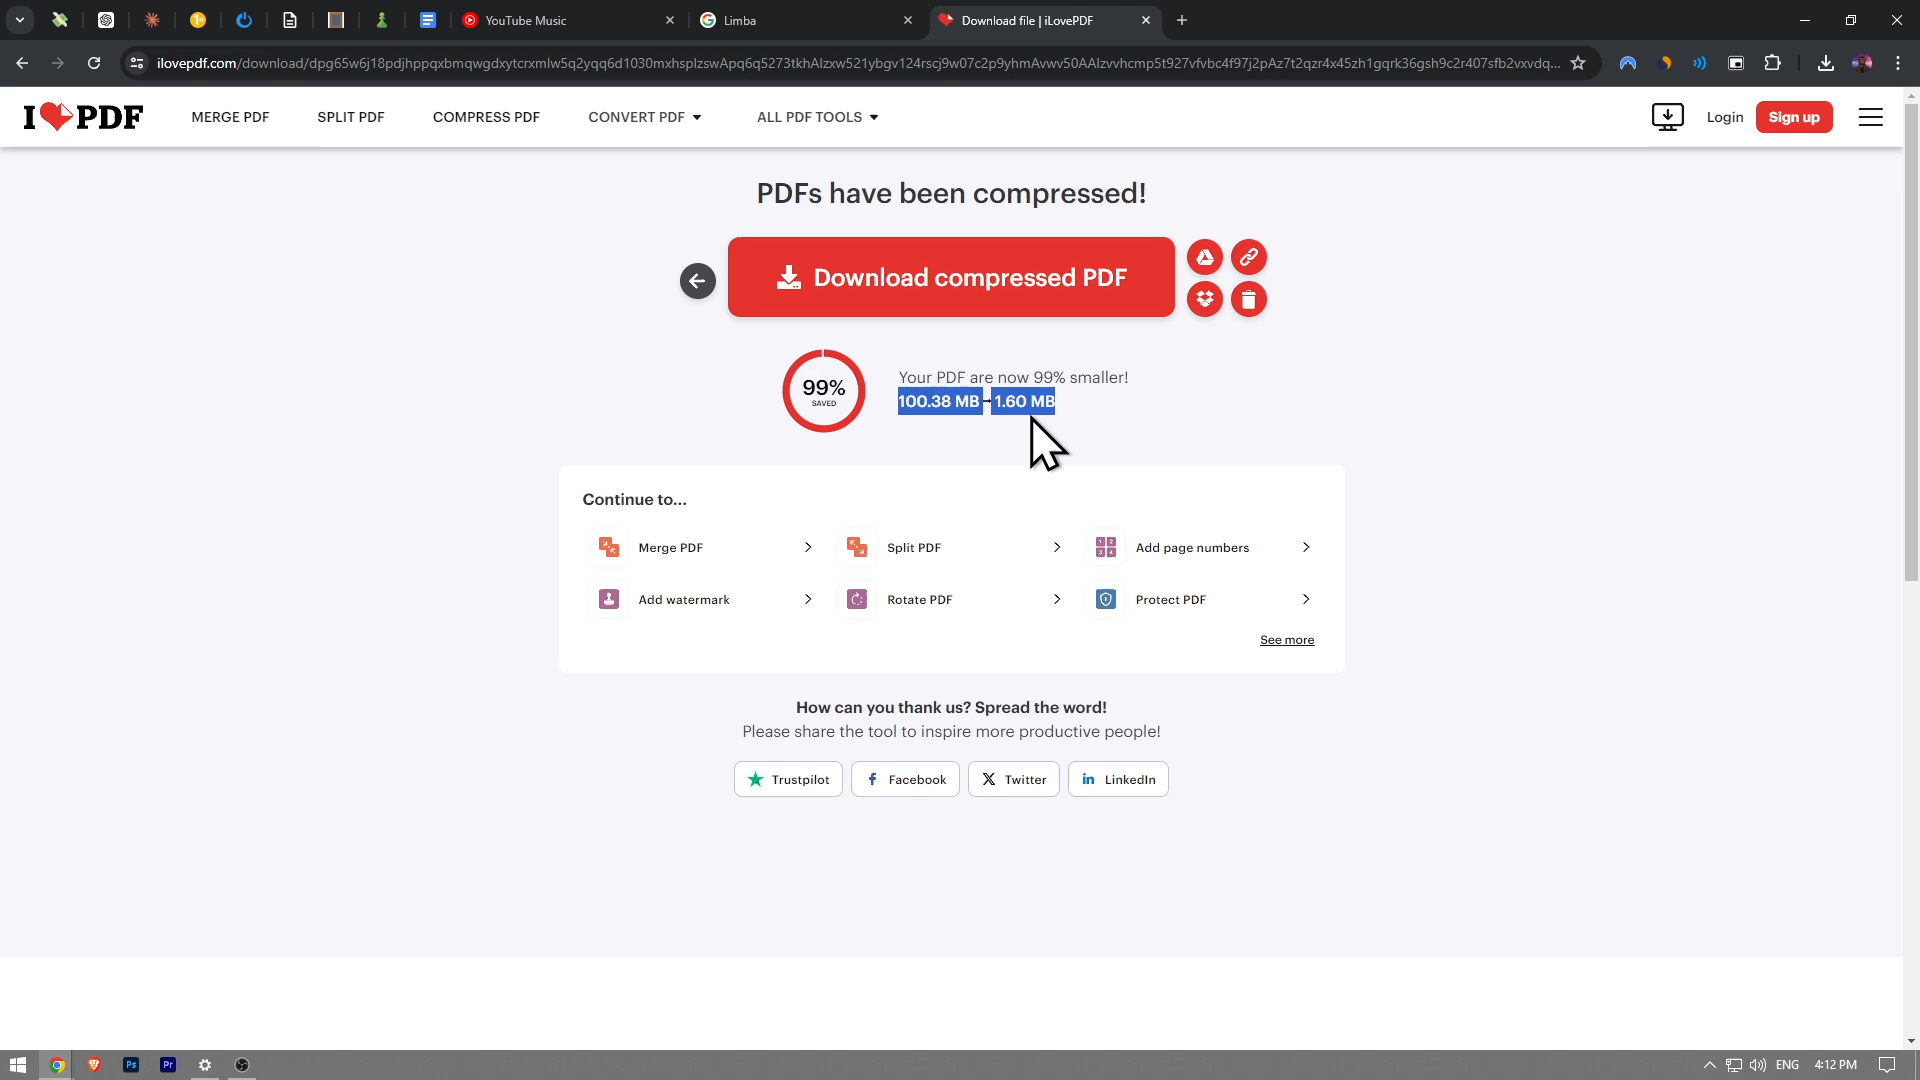 YouTube Music
Limba
Download file | iLovePDF
ilovepdf.com/download/dpg65w6j18pdjhppqxbmqwgdxytcrxmlw5q2yqq6d1030mxhsplzswApq6q5273tkhAlzxw521ybgv124rscj9w07c2p9yhmAvwv50AAlzvvhcmp5t927vfvbc4f97j2pAz7t2qzr4x45zh1gqrk36gsh9c2r407sfb2vxvdq...
I PDF
MERGE PDF
SPLIT PDF
COMPRESS PDF
CONVERT PDF
ALL PDF TOOLS
Login
Sign up
PDFs have been compressed!
Download compressed PDF
99%
SAVED
Your PDF are now 99% smaller!
100.38 MB → 1.60 MB
Continue to...
Merge PDF
Split PDF
Add page numbers
Add watermark
Rotate PDF
Protect PDF
See more
How can you thank us? Spread the word!
Please share the tool to inspire more productive people!
Trustpilot
Facebook
Twitter
LinkedIn
Ps
Pr
ENG
4:12 PM